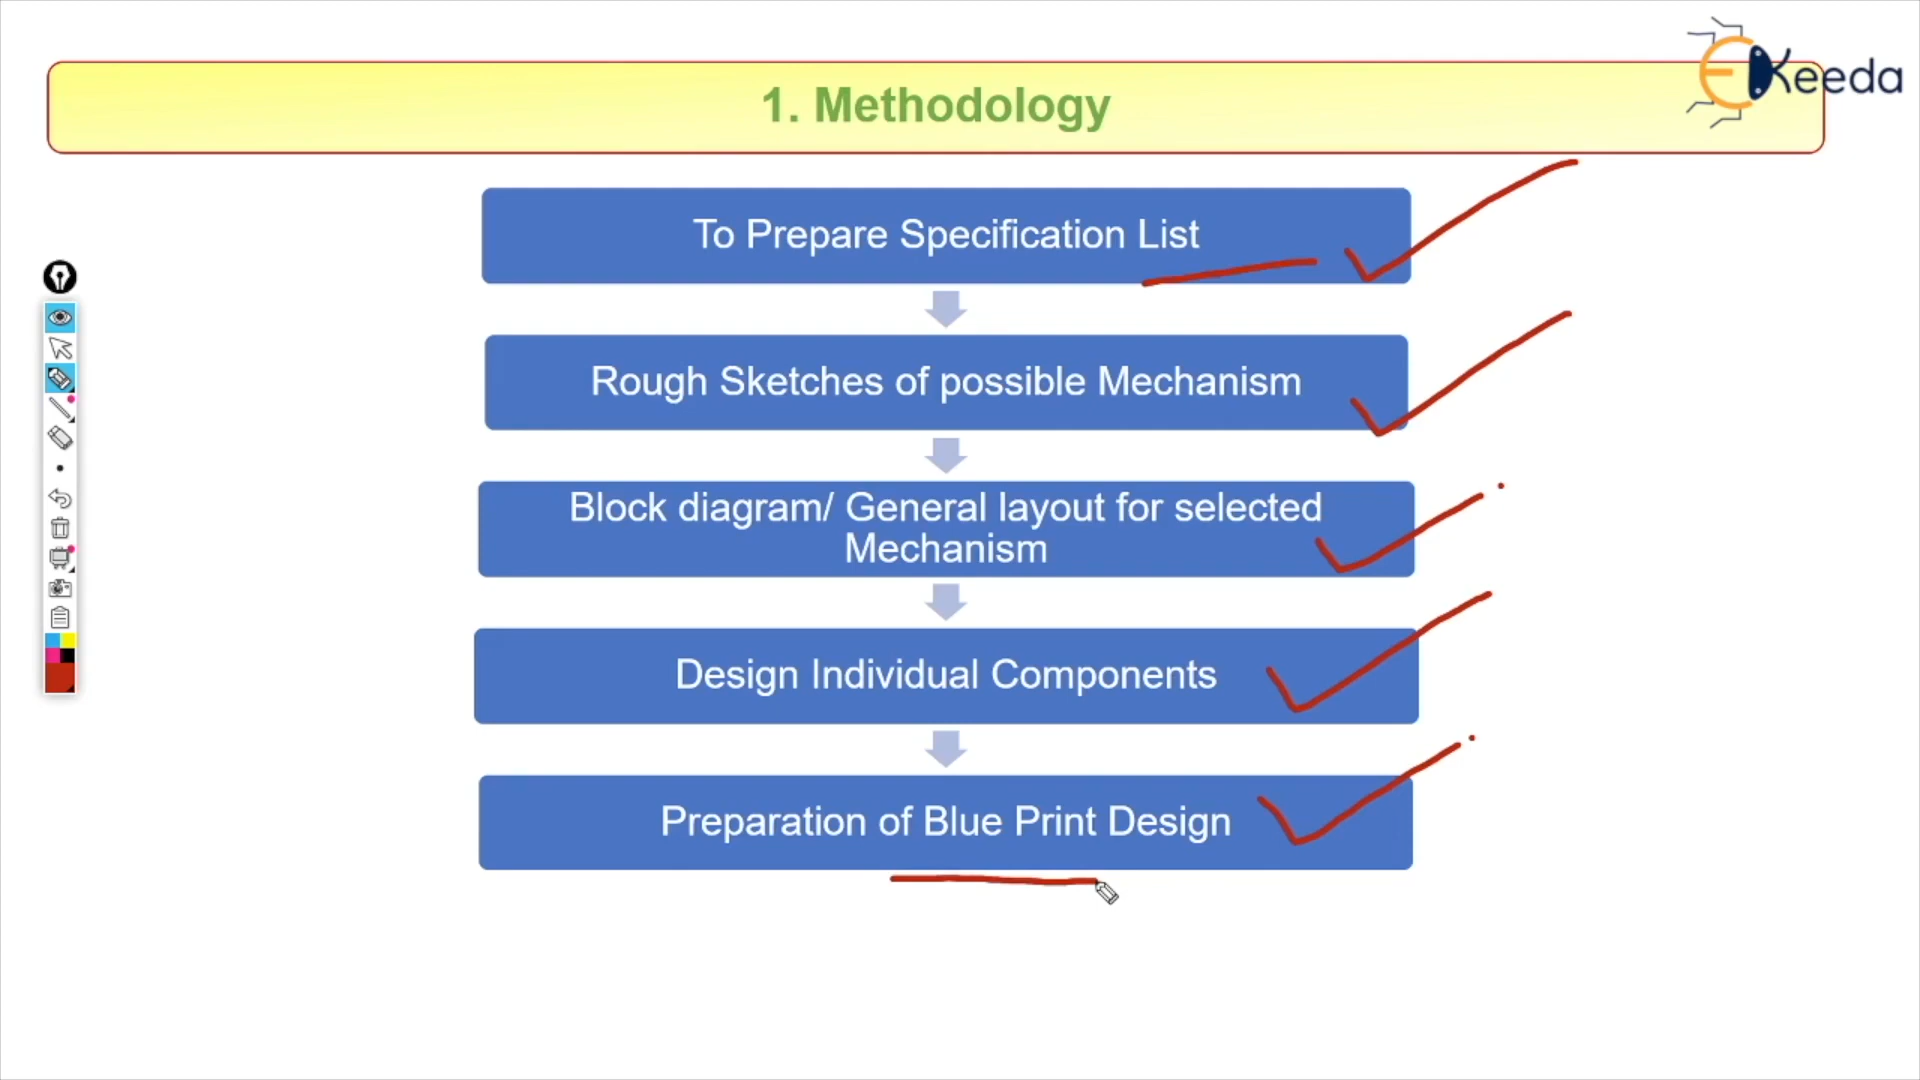 EKeeda
1. Methodology
To Prepare Specification List
Rough Sketches of possible Mechanism
Block diagram/ General layout for selected
Mechanism
Design Individual Components
Preparation of Blue Print Design